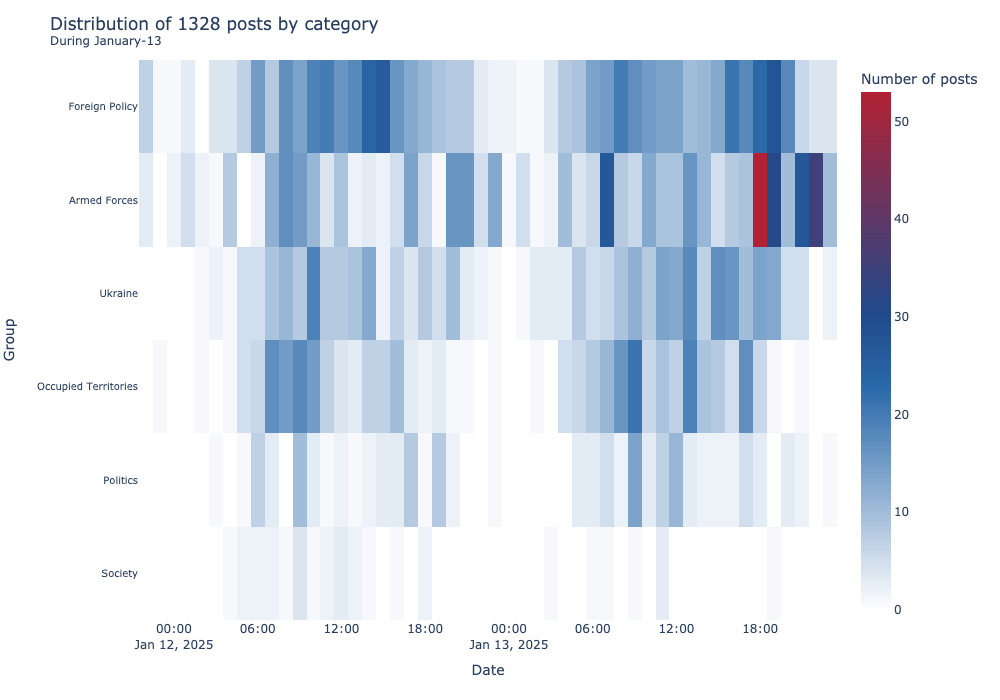 Distribution of 1328 posts by category
During January-13
Number of posts
Foreign Policy
Armed Forces
Ukraine
Occupied Territories
Politics
Society
Group
50
40
30
20
10
0
00:00
Jan 12, 2025
06:00
12:00
18:00
00:00
Jan 13, 2025
06:00
12:00
18:00
Date